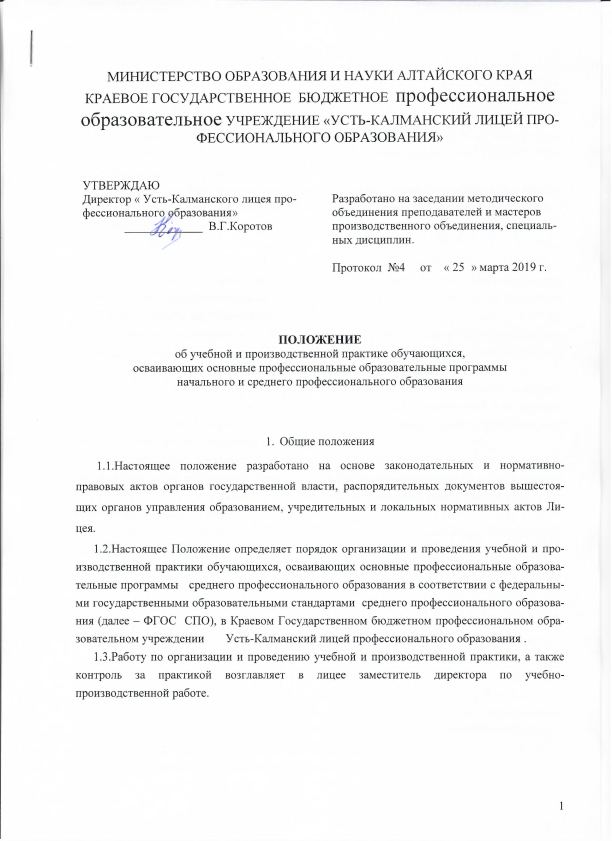 МИНИСТЕРСТВО ОБРАЗОВАНИЯ И НАУКИ АЛТАЙСКОГО КРАЯ
КРАЕВОЕ ГОСУДАРСТВЕННОЕ БЮДЖЕТНОЕ профессиональное
образовательное УЧРЕЖДЕНИЕ «УСТЬ-КАЛМАНСКИЙ ЛИЦЕЙ ПРО-
ФЕССИОНАЛЬНОГО ОБРАЗОВАНИЯ»
УТВЕРЖДАЮ
Директор « Усть-Калманского лицея про-
фессионального образования»
В.Г.Коротов
Разработано на заседании методического
объединения преподавателей и мастеров
производственного объединения, специаль-
ных дисциплин.
Протокол №4 от « 25 » марта 2019 г.
ПОЛОЖЕНИЕ
об учебной и производственной практике обучающихся,
осваивающих основные профессиональные образовательные программы
начального и среднего профессионального образования
1. Общие положения
1.1.Настоящее положение разработано на основе законодательных и нормативно-
правовых актов органов государственной власти, распорядительных документов вышестоя-
щих органов управления образованием, учредительных и локальных нормативных актов Ли-
цея.
1.2.Настоящее Положение определяет порядок организации и проведения учебной и про-
изводственной практики обучающихся, осваивающих основные профессиональные образова-
тельные программы среднего профессионального образования в соответствии с федеральны-
ми государственными образовательными стандартами среднего профессионального образова-
ния (далее – ФГОС СПО), в Краевом Государственном бюджетном профессиональном обра-
зовательном учреждении Усть-Калманский лицей профессионального образования .
1.3.Работу по организации и проведению учебной и производственной практики, а также
контроль за практикой возглавляет в лицее заместитель директора по учебно-
производственной работе.
1